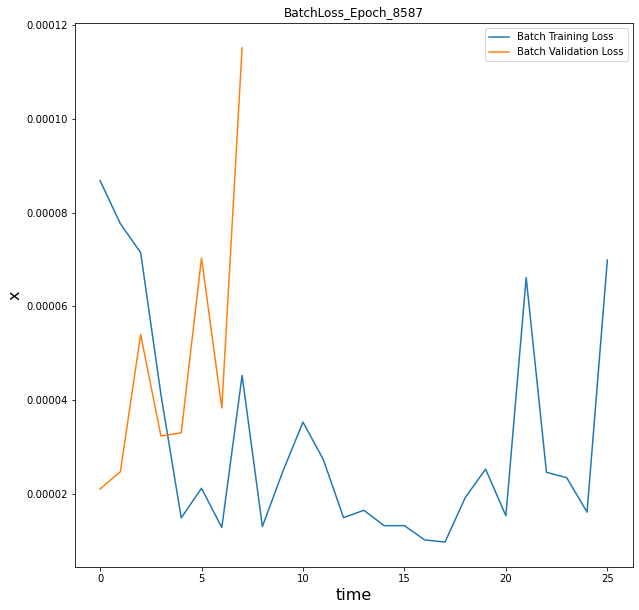 BatchLoss_Epoch_8587
Batch Training Loss
Batch Validation Loss
0.00012
0.00010
0.00008
0.00006
0.00004
0.00002
x
0 5 10 15 20 25
time